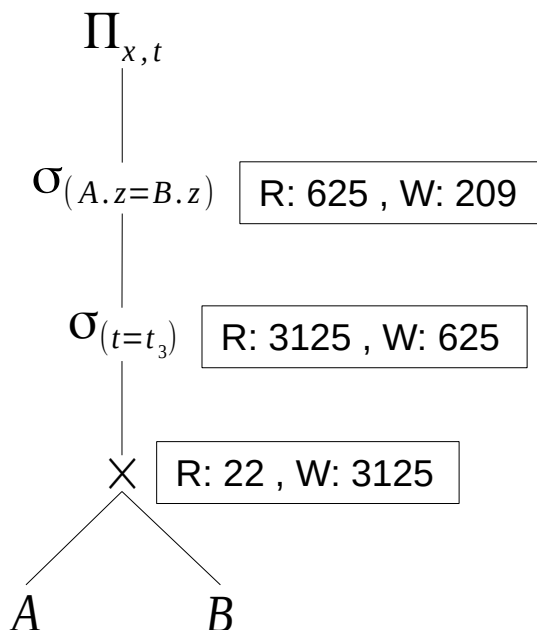 Π x, t
σ (A.z=B.z) R: 625 , W: 209
σ (t=t₃) R: 3125 , W: 625
× R: 22 , W: 3125
A B